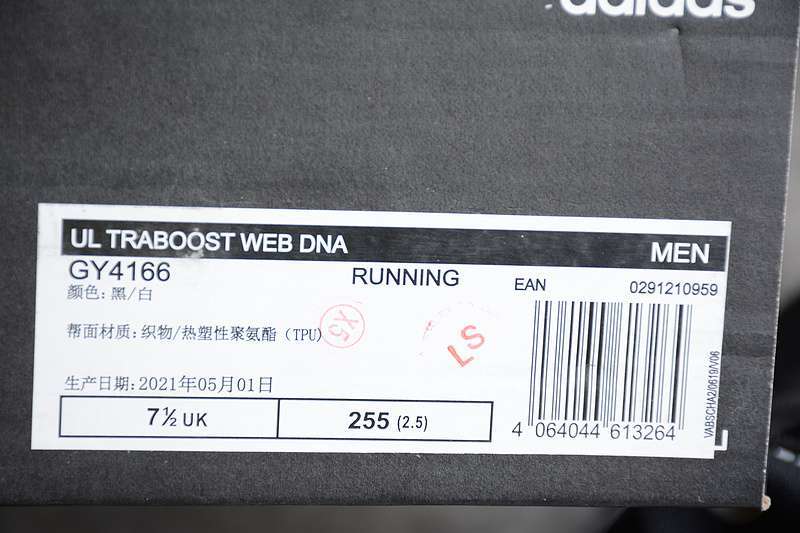 adidas
UL TRABOOST WEB DNA
MEN
GY4166
RUNNING
EAN
0291210959
颜色:黑/白
帮面材质:织物/热塑性聚氨酯 (TPU)
X5
LS
生产日期:2021年05月01日
7½ UK
255 (2.5)
4 064044 613264
VABSCHA2/0619/V06